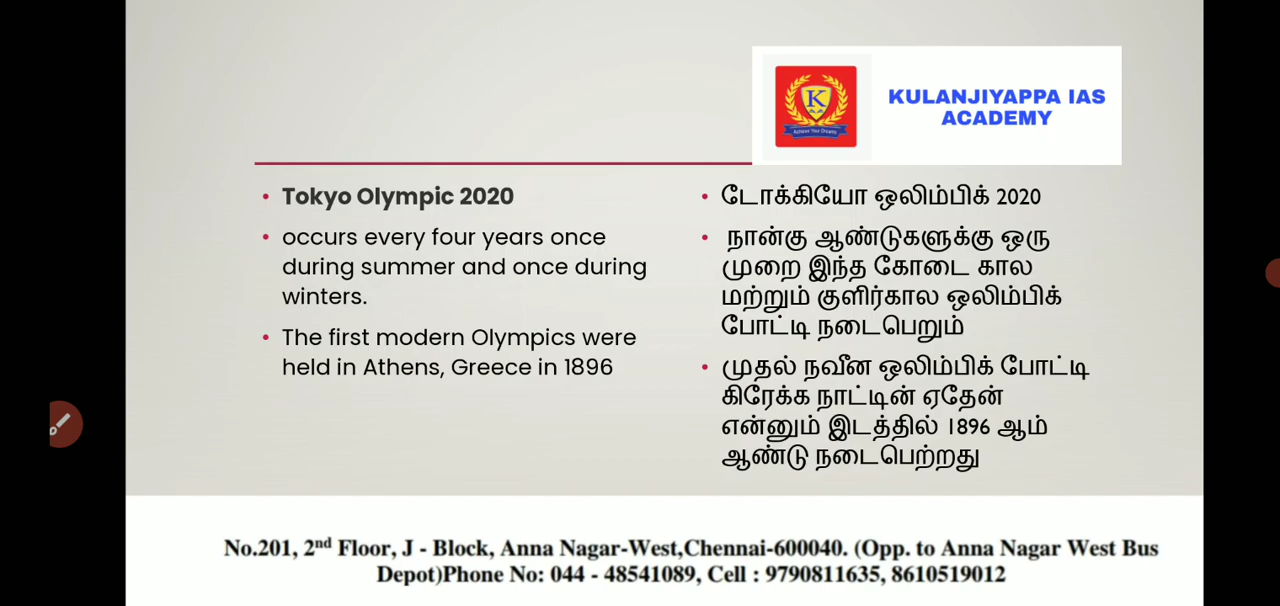 K
Achieve Your Dreams
KULANJIYAPPA IAS
ACADEMY
• Tokyo Olympic 2020
• occurs every four years once
during summer and once during
winters.
• The first modern Olympics were
held in Athens, Greece in 1896
• டோக்கியோ ஒலிம்பிக் 2020
• நான்கு ஆண்டுகளுக்கு ஒரு
முறை இந்த கோடை கால
மற்றும் குளிர்கால ஒலிம்பிக்
போட்டி நடைபெறும்
• முதல் நவீன ஒலிம்பிக் போட்டி
கிரேக்க நாட்டின் ஏதேன்
என்னும் இடத்தில் 1896 ஆம்
ஆண்டு நடைபெற்றது
No.201, 2nd Floor, J - Block, Anna Nagar-West,Chennai-600040. (Opp. to Anna Nagar West Bus
Depot)Phone No: 044 - 48541089, Cell : 9790811635, 8610519012